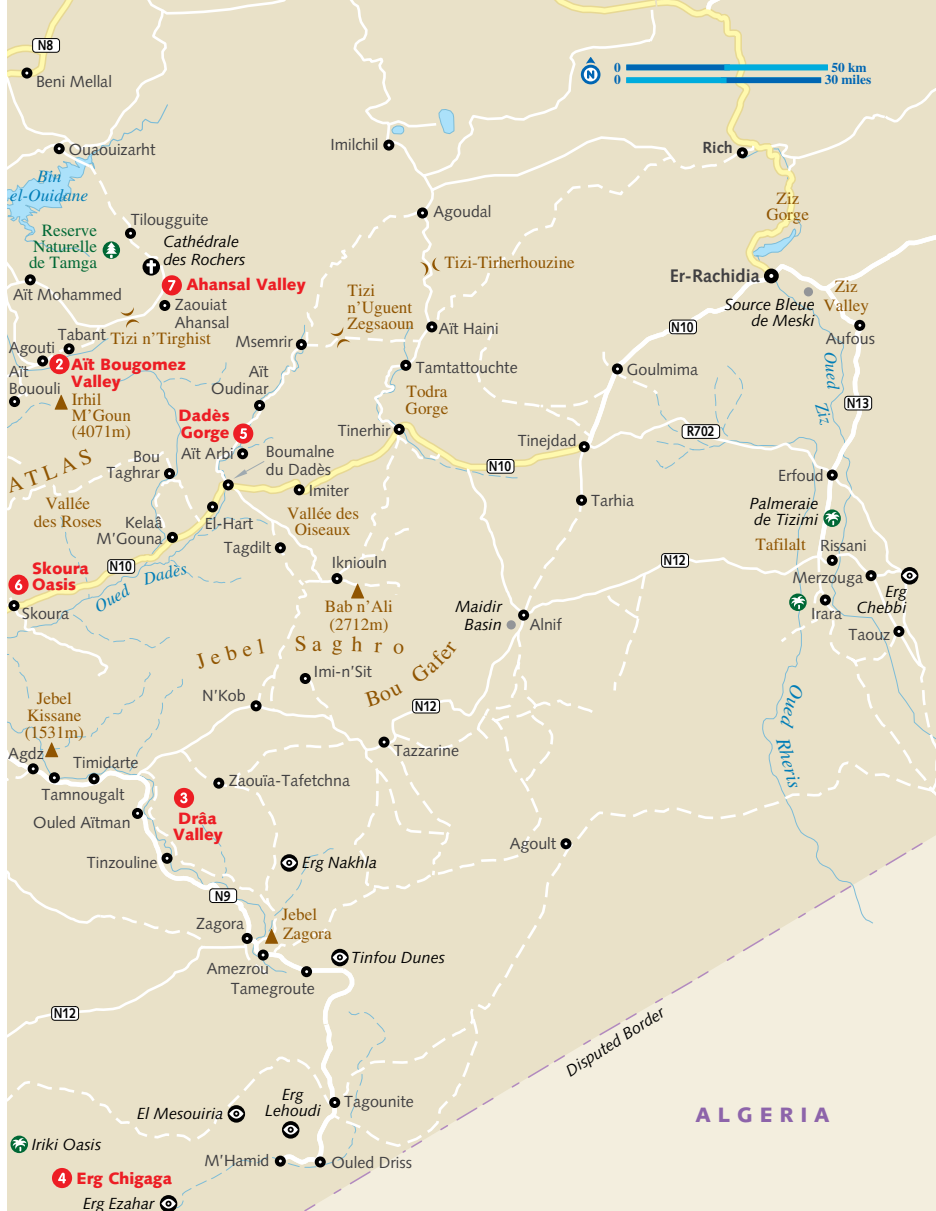 N8
Beni Mellal
0
50 km
N
0
30 miles
Ouaouizarht
Imilchil
Rich
Bin
el-Ouidane
Ziz
Gorge
Tilougguite
Agoudal
Reserve
Naturelle
de Tamga
Cathédrale
des Rochers
Tizi-Tirherhouzine
Er-Rachidia
7 Ahansal Valley
Aït Mohammed
Zaouiat
Ahansal
Tizi
n'Uguent
Zegsaoun
Source Bleue
de Meski
Ziz
Valley
Tizi n'Tirghist
Aït Haini
N10
Aufous
Tabant
Agouti
Msemrir
2 Aït Bougomez
Valley
Aït
Bououli
Aït
Oudinar
Tamtattouchte
Goulmima
Oued Ziz
Irhil
M'Goun
(4071m)
Todra
Gorge
N13
Dadès
Gorge 5
Tinerhir
Tinejdad
R702
ATLAS
Bou
Taghrar
Aït Arbi
Boumalne
du Dadès
N10
Erfoud
Vallée
des Roses
Imiter
Tarhia
Palmeraie
de Tizimi
El-Hart
Vallée des
Oiseaux
Kelaâ
M'Gouna
Tagdilt
Tafilalt
Rissani
N10
Ikniouln
N12
Merzouga
6 Skoura
Oasis
Oued Dadès
Erg
Chebbi
Skoura
Bab n'Ali
(2712m)
Maidir
Basin
Alnif
Irara
Taouz
Jebel Saghro
Bou Gafer
Imi-n'Sit
N'Kob
N12
Oued Rheris
Jebel
Kissane
(1531m)
Tazzarine
Agdz
Timidarte
Tamnougalt
Zaouïa-Tafetchna
3
Drâa
Valley
Ouled Aïtman
Agoult
Tinzouline
Erg Nakhla
N9
Zagora
Jebel
Zagora
Amezrou
Tinfou Dunes
Tamegroute
N12
Disputed Border
Erg
Lehoudi
Tagounite
El Mesouiria
ALGERIA
Iriki Oasis
M'Hamid
Ouled Driss
4 Erg Chigaga
Erg Ezahar